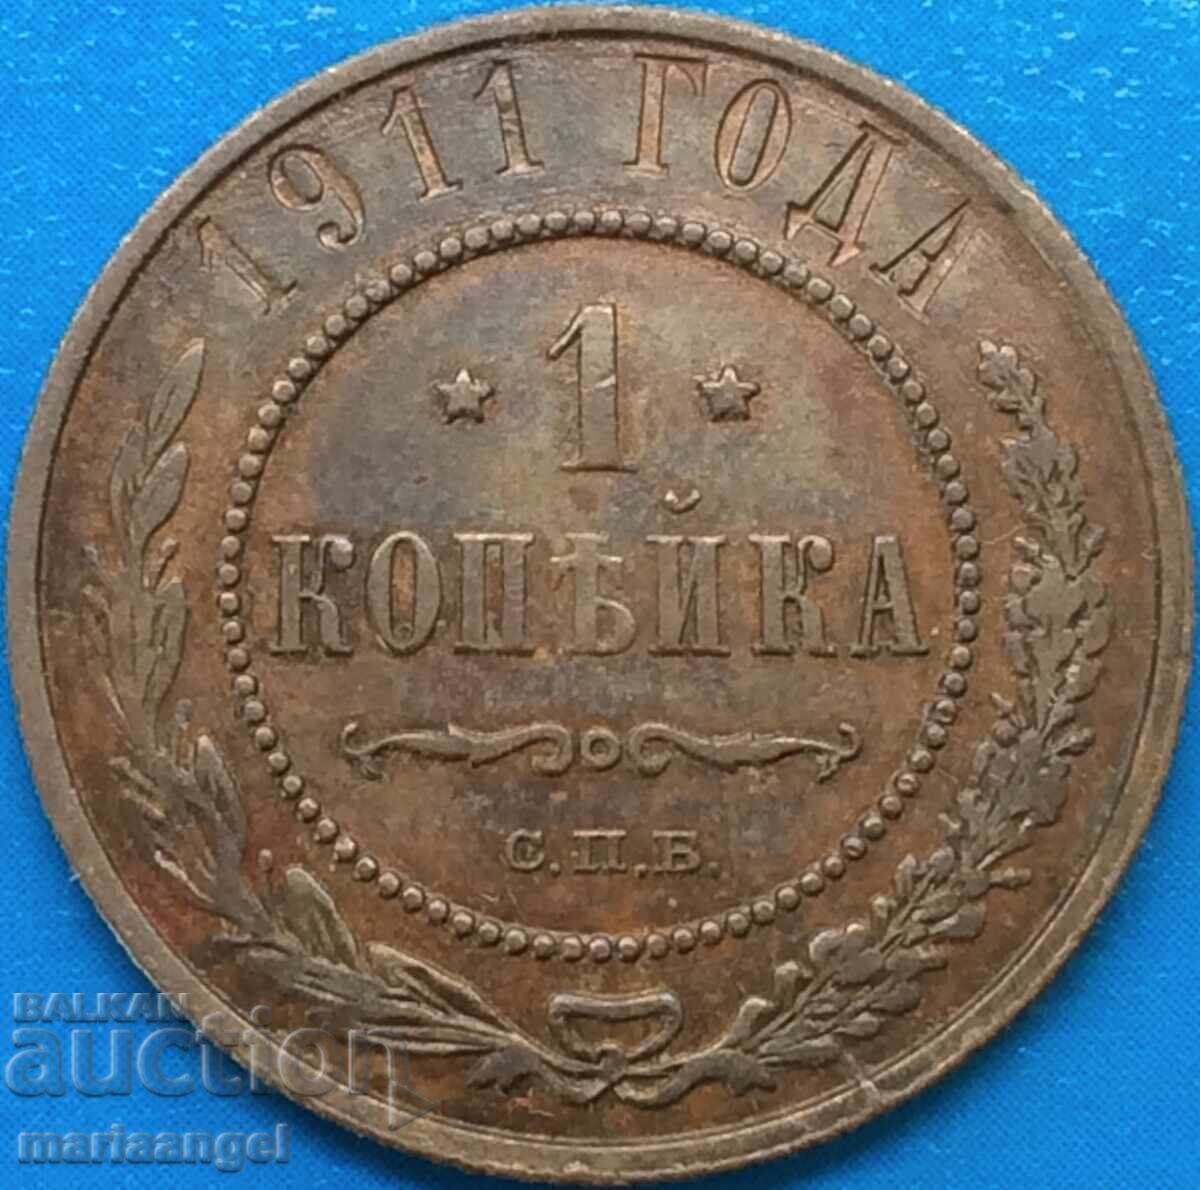 1911 ГОДА
1
КОПѢЙКА
С.П.Б.
BALKAN
auction
mariaangel